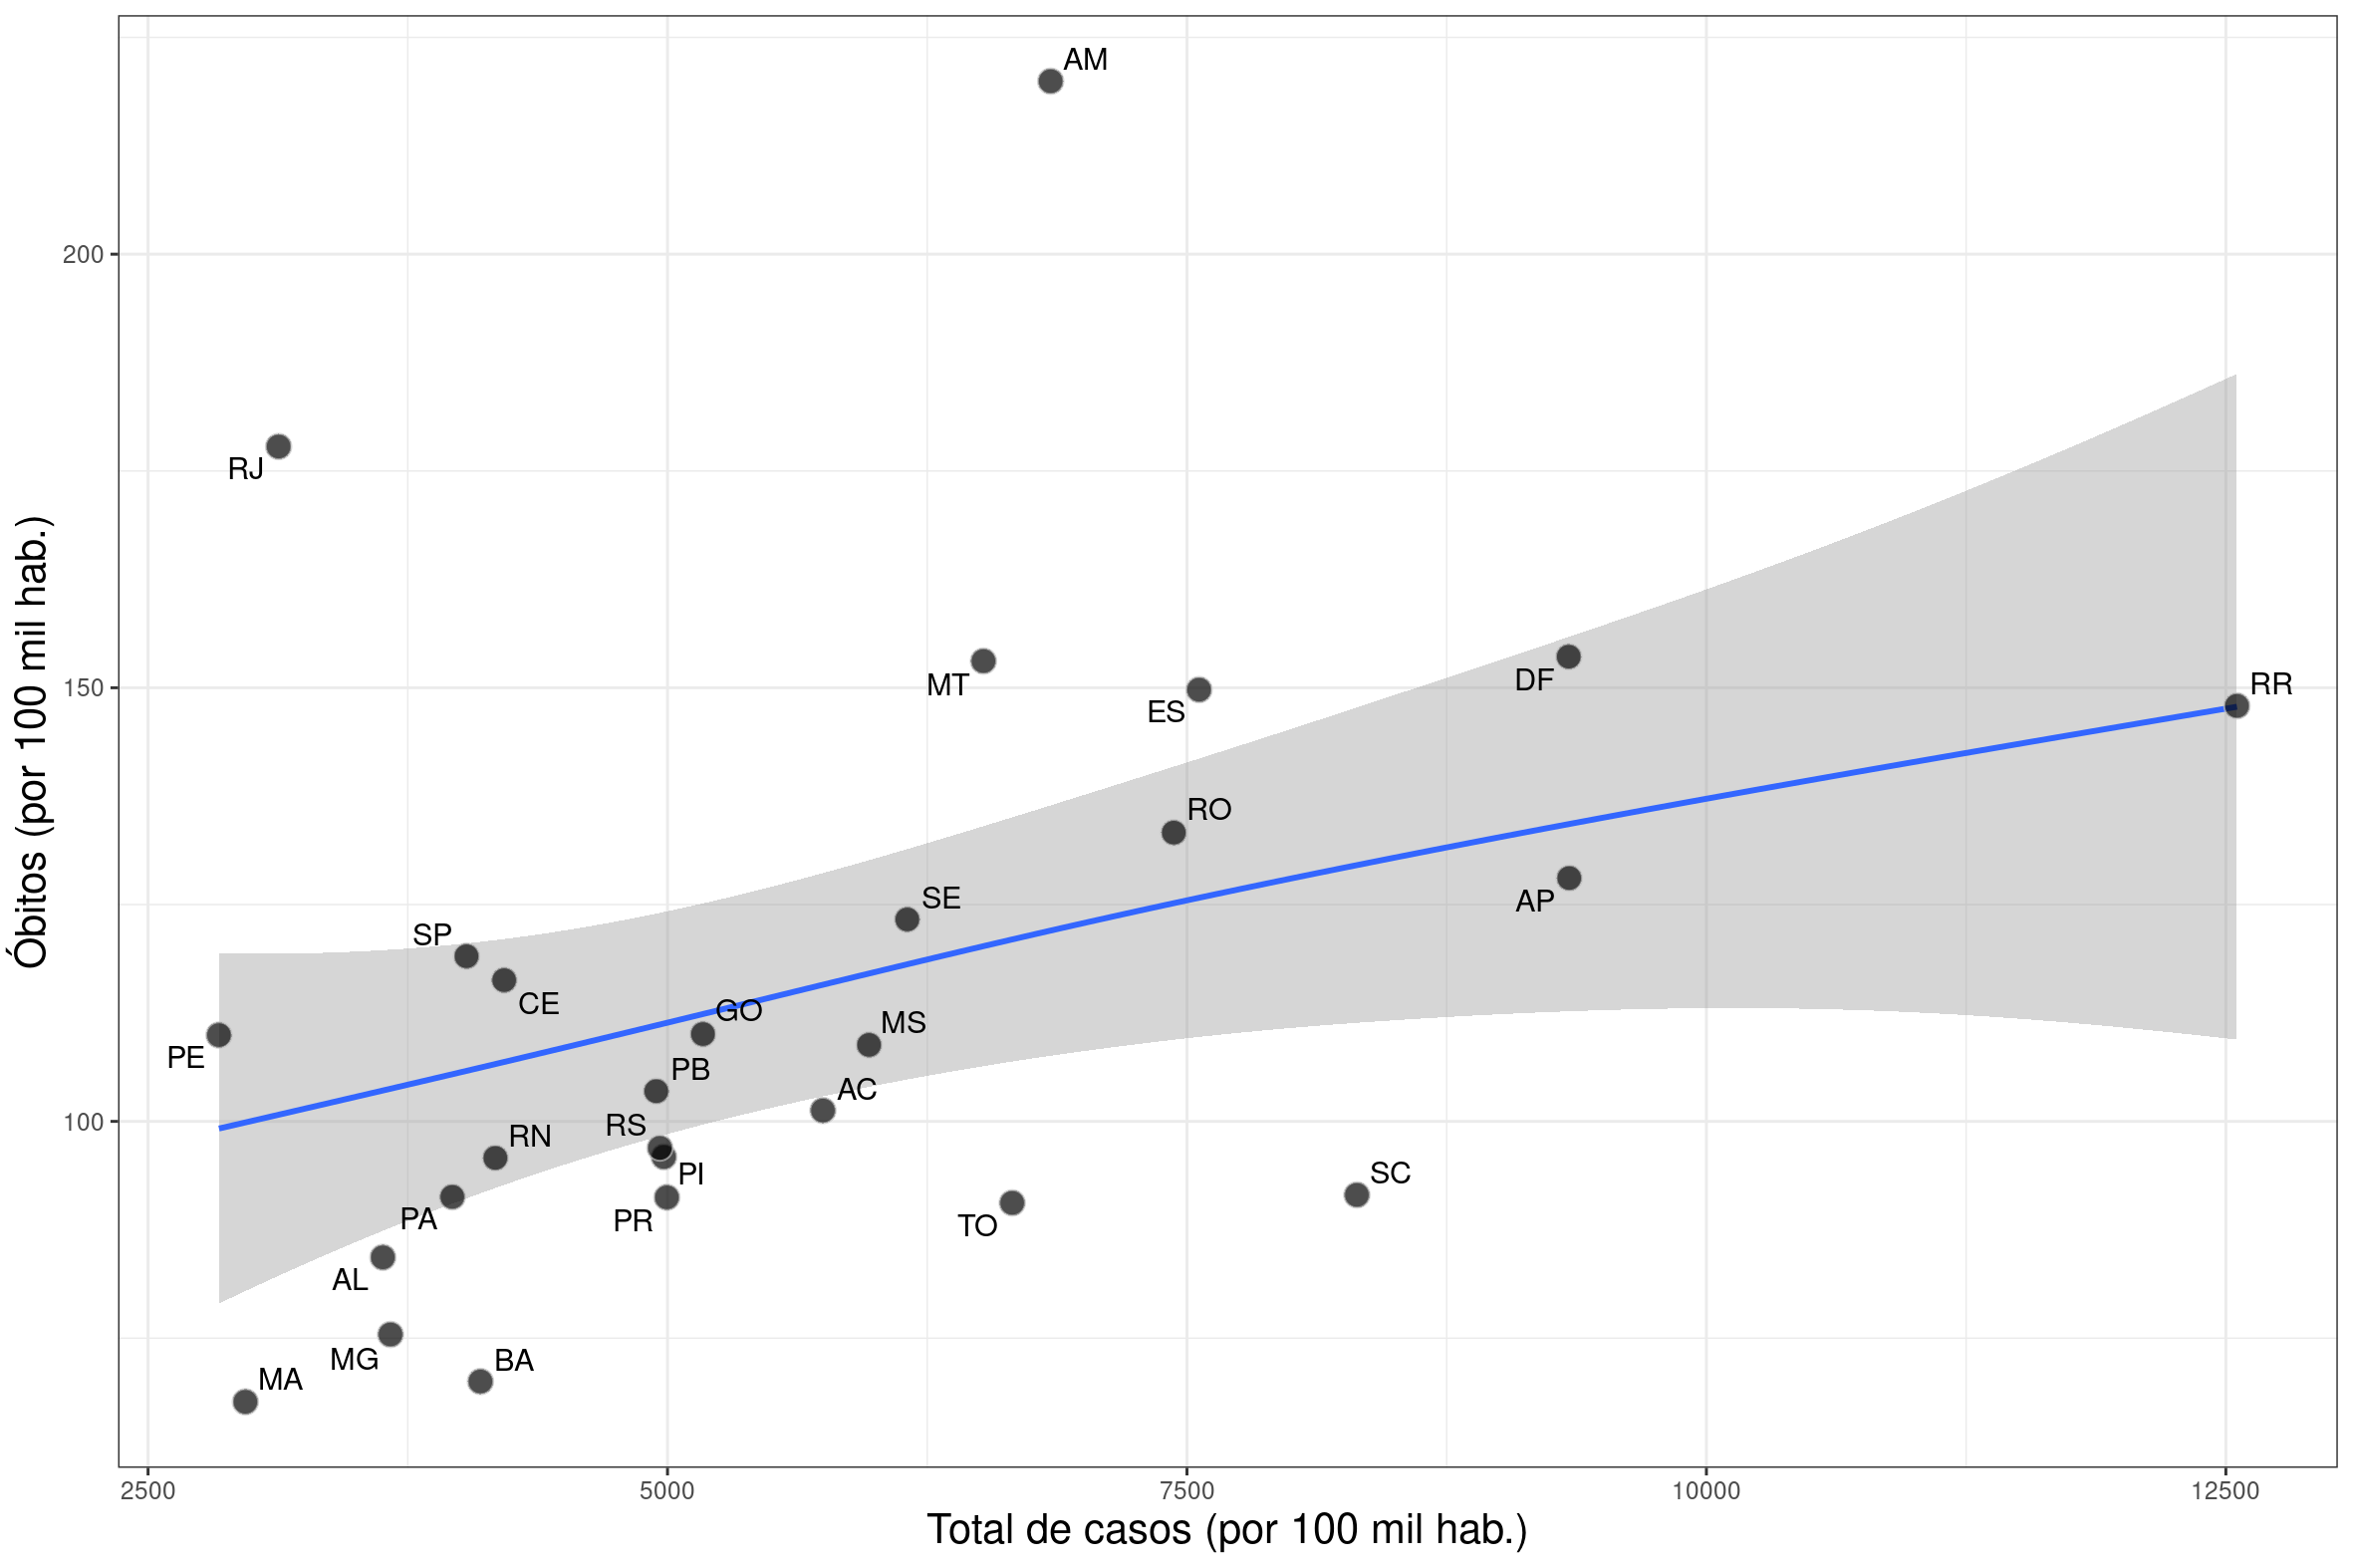 AM
200
RJ
MT
DF
RR
150
ES
RO
SE
AP
SP
CE
GO
MS
PE
PB
AC
100
RS
RN
PI
SC
PA
PR
TO
AL
MG
BA
MA
Óbitos (por 100 mil hab.)
2500 5000 7500 10000 12500
Total de casos (por 100 mil hab.)